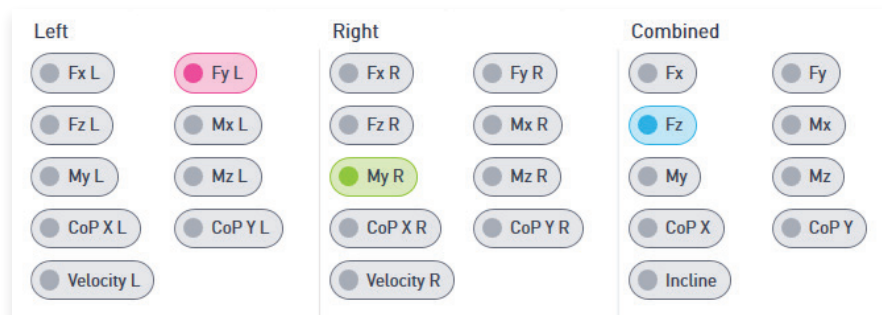 Left Right Combined
Fx L Fy L Fx R Fy R Fx Fy
Fz L Mx L Fz R Mx R Fz Mx
My L Mz L My R Mz R My Mz
CoP X L CoP Y L CoP X R CoP Y R CoP X CoP Y
Velocity L Velocity R Incline